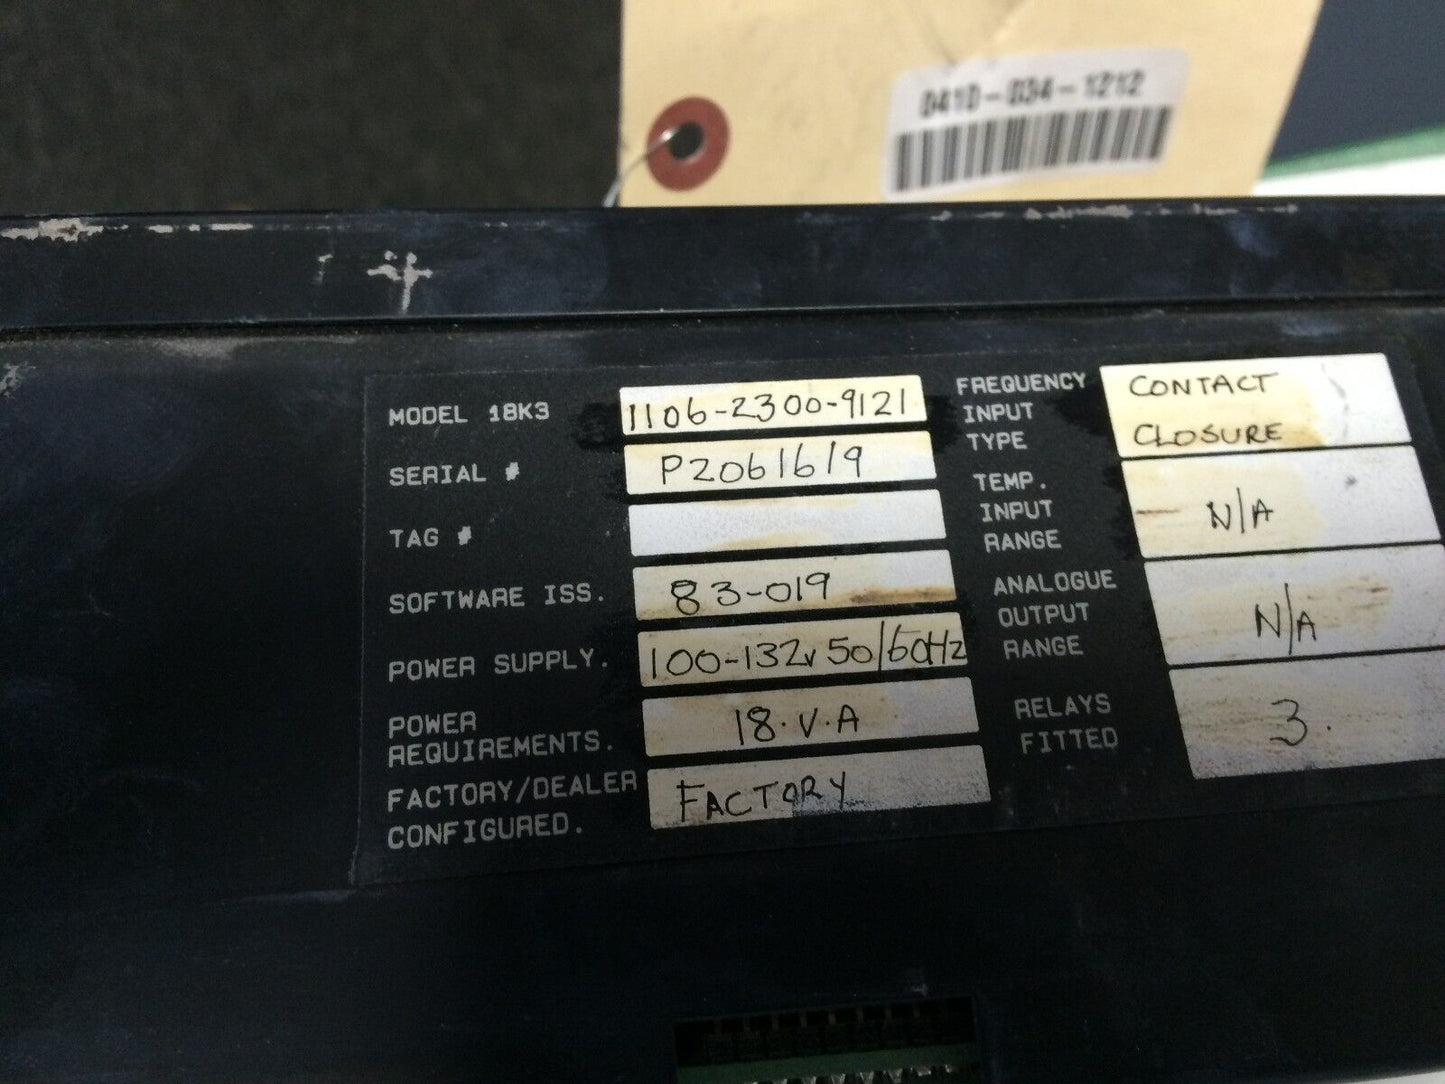 0410-034-1212
MODEL 18K3 1106-2300-9121
SERIAL # P2061619
TAG #
SOFTWARE ISS. 83-019
POWER SUPPLY. 100-132v 50/60Hz
POWER
REQUIREMENTS. 18.V.A
FACTORY/DEALER
CONFIGURED. FACTORY
FREQUENCY
INPUT
TYPE
CONTACT
CLOSURE
TEMP.
INPUT
RANGE
N/A
ANALOGUE
OUTPUT
RANGE
N/A
RELAYS
FITTED
3.